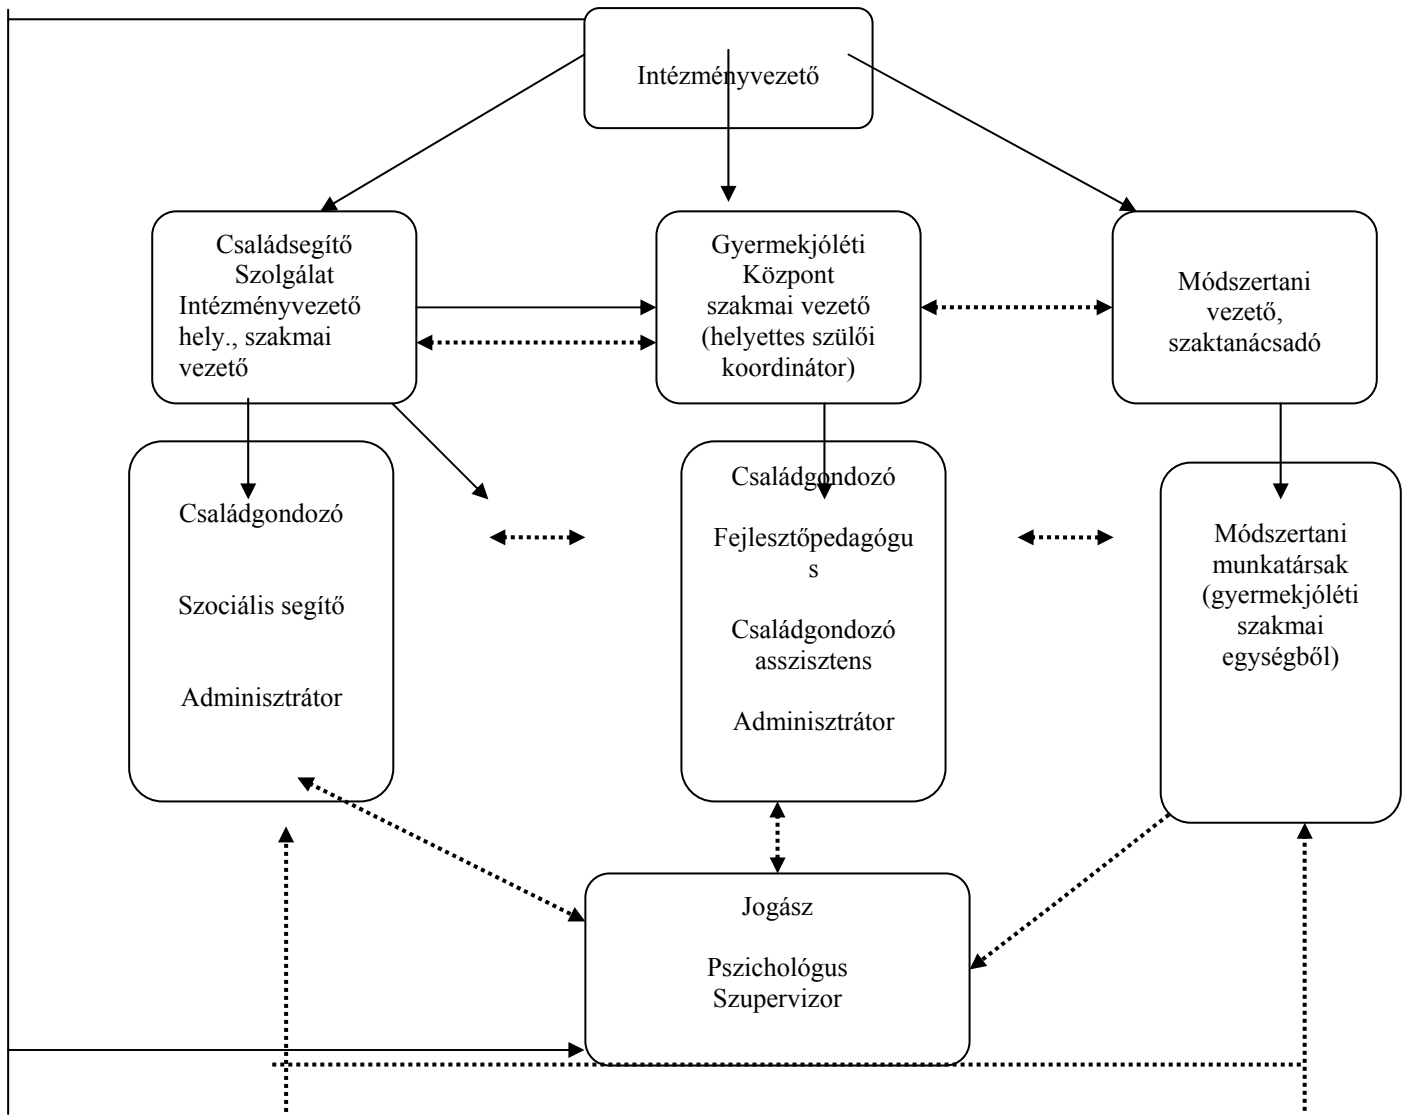 Intézményvezető
Családsegítő
Szolgálat
Intézményvezető
hely., szakmai
vezető
Gyermekjóléti
Központ
szakmai vezető
(helyettes szülői
koordinátor)
Módszertani
vezető,
szaktanácsadó
Családgondozó
Szociális segítő
Adminisztrátor
Családgondozó
Fejlesztőpedagógu
s
Családgondozó
asszisztens
Adminisztrátor
Módszertani
munkatársak
(gyermekjóléti
szakmai
egységből)
Jogász
Pszichológus
Szupervizor